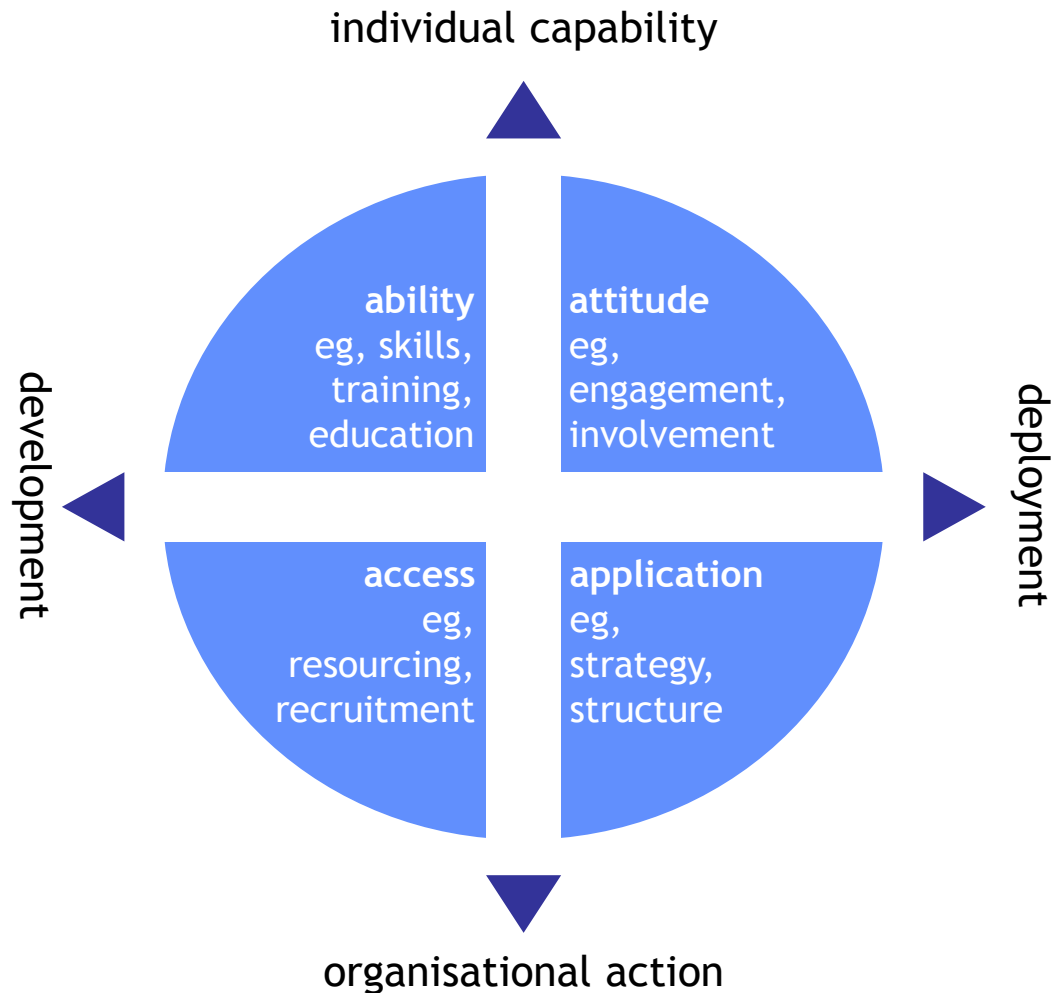 individual capability
ability
eg, skills,
training,
education
attitude
eg,
engagement,
involvement
development
deployment
access
eg,
resourcing,
recruitment
application
eg,
strategy,
structure
organisational action